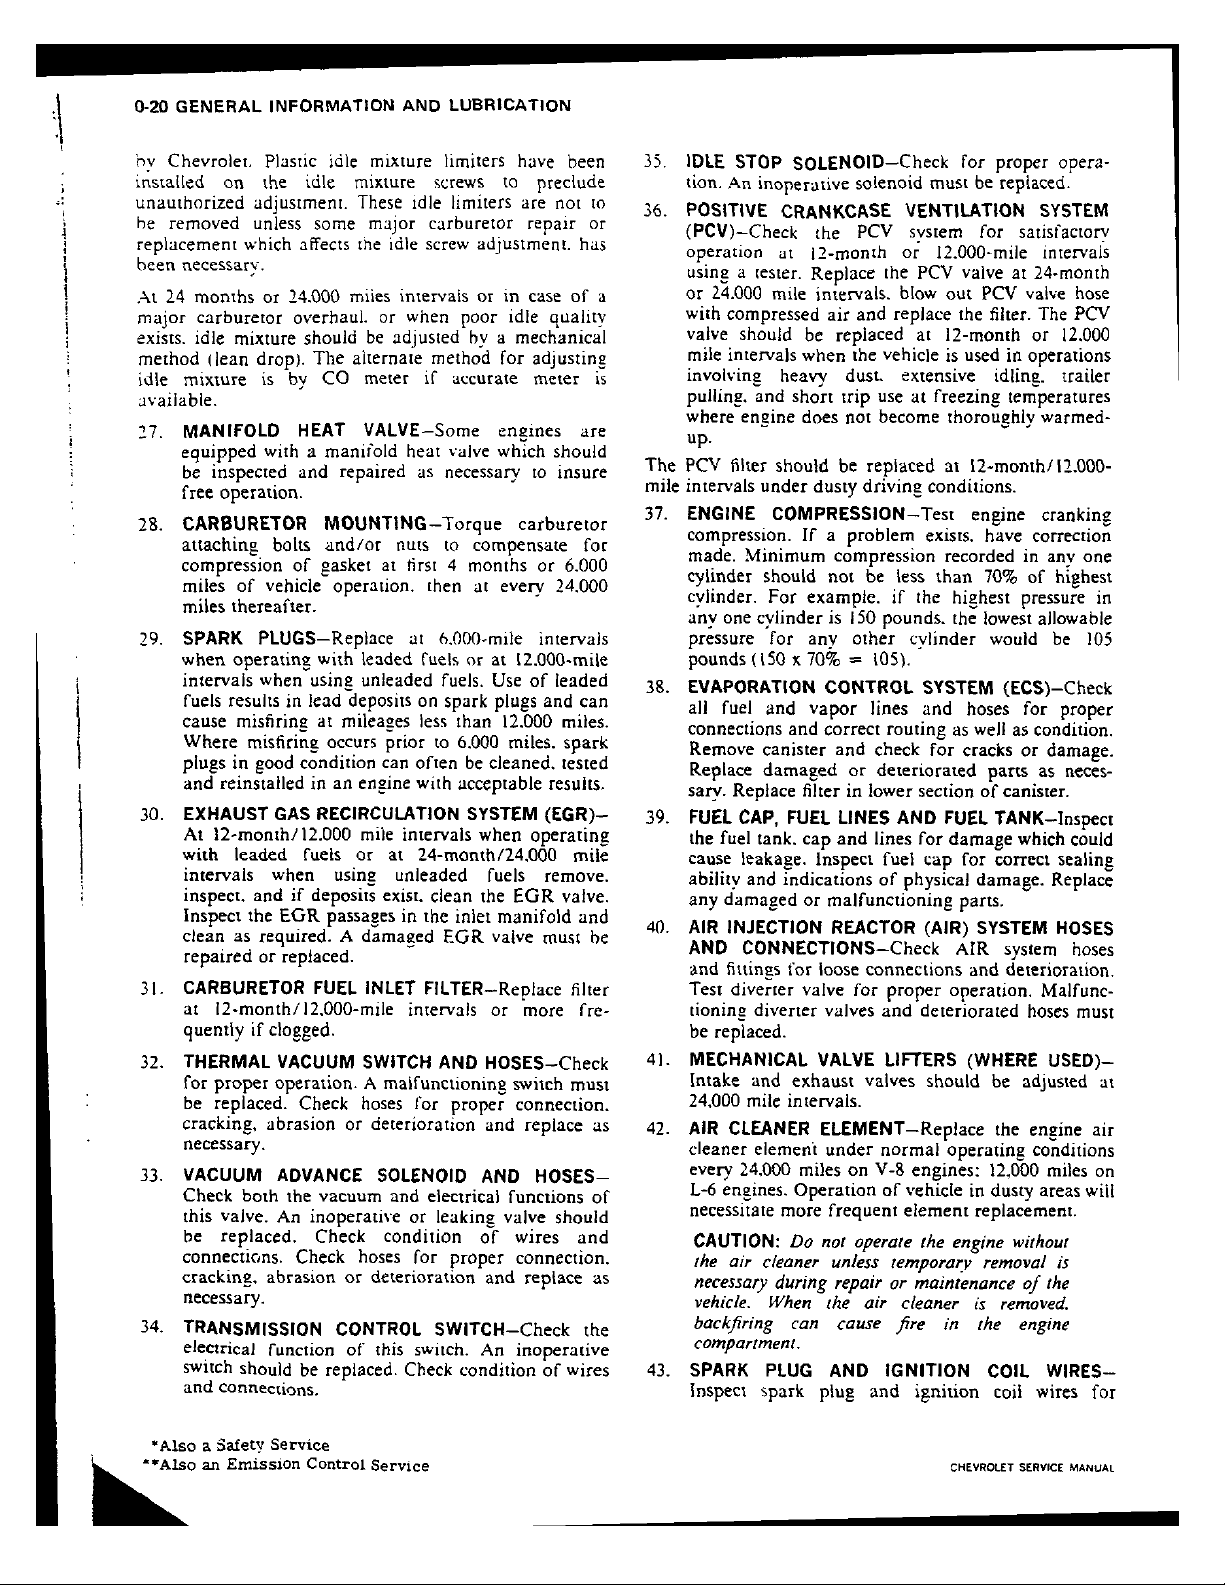 0-20 GENERAL INFORMATION AND LUBRICATION
by Chevrolet. Plastic idle mixture limiters have been
installed on the idle mixture screws to preclude
unauthorized adjustment. These idle limiters are not to
be removed unless some major carburetor repair or
replacement which affects the idle screw adjustment, has
been necessary.
At 24 months or 24,000 miles intervals or in case of a
major carburetor overhaul, or when poor idle quality
exists, idle mixture should be adjusted by a mechanical
method (lean drop). The alternate method for adjusting
idle mixture is by CO meter if accurate meter is
available.
27. MANIFOLD HEAT VALVE—Some engines are
equipped with a manifold heat valve which should
be inspected and repaired as necessary to insure
free operation.
28. CARBURETOR MOUNTING—Torque carburetor
attaching bolts and/or nuts to compensate for
compression of gasket at first 4 months or 6,000
miles of vehicle operation, then at every 24,000
miles thereafter.
29. SPARK PLUGS—Replace at 6,000-mile intervals
when operating with leaded fuels or at 12,000-mile
intervals when using unleaded fuels. Use of leaded
fuels results in lead deposits on spark plugs and can
cause misfiring at mileages less than 12,000 miles.
Where misfiring occurs prior to 6,000 miles, spark
plugs in good condition can often be cleaned, tested
and reinstalled in an engine with acceptable results.
30. EXHAUST GAS RECIRCULATION SYSTEM (EGR)—
At 12-month/12,000 mile intervals when operating
with leaded fuels or at 24-month/24,000 mile
intervals when using unleaded fuels remove,
inspect, and if deposits exist, clean the EGR valve.
Inspect the EGR passages in the inlet manifold and
clean as required. A damaged EGR valve must be
repaired or replaced.
31. CARBURETOR FUEL INLET FILTER—Replace filter
at 12-month/12,000-mile intervals or more fre-
quently if clogged.
32. THERMAL VACUUM SWITCH AND HOSES—Check
for proper operation. A malfunctioning switch must
be replaced. Check hoses for proper connection,
cracking, abrasion or deterioration and replace as
necessary.
33. VACUUM ADVANCE SOLENOID AND HOSES—
Check both the vacuum and electrical functions of
this valve. An inoperative or leaking valve should
be replaced. Check condition of wires and
connections. Check hoses for proper connection,
cracking, abrasion or deterioration and replace as
necessary.
34. TRANSMISSION CONTROL SWITCH—Check the
electrical function of this switch. An inoperative
switch should be replaced. Check condition of wires
and connections.
35. IDLE STOP SOLENOID—Check for proper opera-
tion. An inoperative solenoid must be replaced.
36. POSITIVE CRANKCASE VENTILATION SYSTEM
(PCV)—Check the PCV system for satisfactory
operation at 12-month or 12,000-mile intervals
using a tester. Replace the PCV valve at 24-month
or 24,000 mile intervals, blow out PCV valve hose
with compressed air and replace the filter. The PCV
valve should be replaced at 12-month or 12,000
mile intervals when the vehicle is used in operations
involving heavy dust, extensive idling, trailer
pulling, and short trip use at freezing temperatures
where engine does not become thoroughly warmed-
up.
The PCV filter should be replaced at 12-month/12,000-
mile intervals under dusty driving conditions.
37. ENGINE COMPRESSION—Test engine cranking
compression. If a problem exists, have correction
made. Minimum compression recorded in any one
cylinder should not be less than 70% of highest
cylinder. For example, if the highest pressure in
any one cylinder is 150 pounds, the lowest allowable
pressure for any other cylinder would be 105
pounds (150 x 70% = 105).
38. EVAPORATION CONTROL SYSTEM (ECS)—Check
all fuel and vapor lines and hoses for proper
connections and correct routing as well as condition.
Remove canister and check for cracks or damage.
Replace damaged or deteriorated parts as neces-
sary. Replace filter in lower section of canister.
39. FUEL CAP, FUEL LINES AND FUEL TANK—Inspect
the fuel tank, cap and lines for damage which could
cause leakage. Inspect fuel cap for correct sealing
ability and indications of physical damage. Replace
any damaged or malfunctioning parts.
40. AIR INJECTION REACTOR (AIR) SYSTEM HOSES
AND CONNECTIONS—Check AIR system hoses
and fittings for loose connections and deterioration.
Test diverter valve for proper operation. Malfunc-
tioning diverter valves and deteriorated hoses must
be replaced.
41. MECHANICAL VALVE LIFTERS (WHERE USED)—
Intake and exhaust valves should be adjusted at
24,000 mile intervals.
42. AIR CLEANER ELEMENT—Replace the engine air
cleaner element under normal operating conditions
every 24,000 miles on V-8 engines; 12,000 miles on
L-6 engines. Operation of vehicle in dusty areas will
necessitate more frequent element replacement.
CAUTION: Do not operate the engine without
the air cleaner unless temporary removal is
necessary during repair or maintenance of the
vehicle. When the air cleaner is removed,
backfiring can cause fire in the engine
compartment.
43. SPARK PLUG AND IGNITION COIL WIRES—
Inspect spark plug and ignition coil wires for
*Also a Safety Service
**Also an Emission Control Service
CHEVROLET SERVICE MANUAL